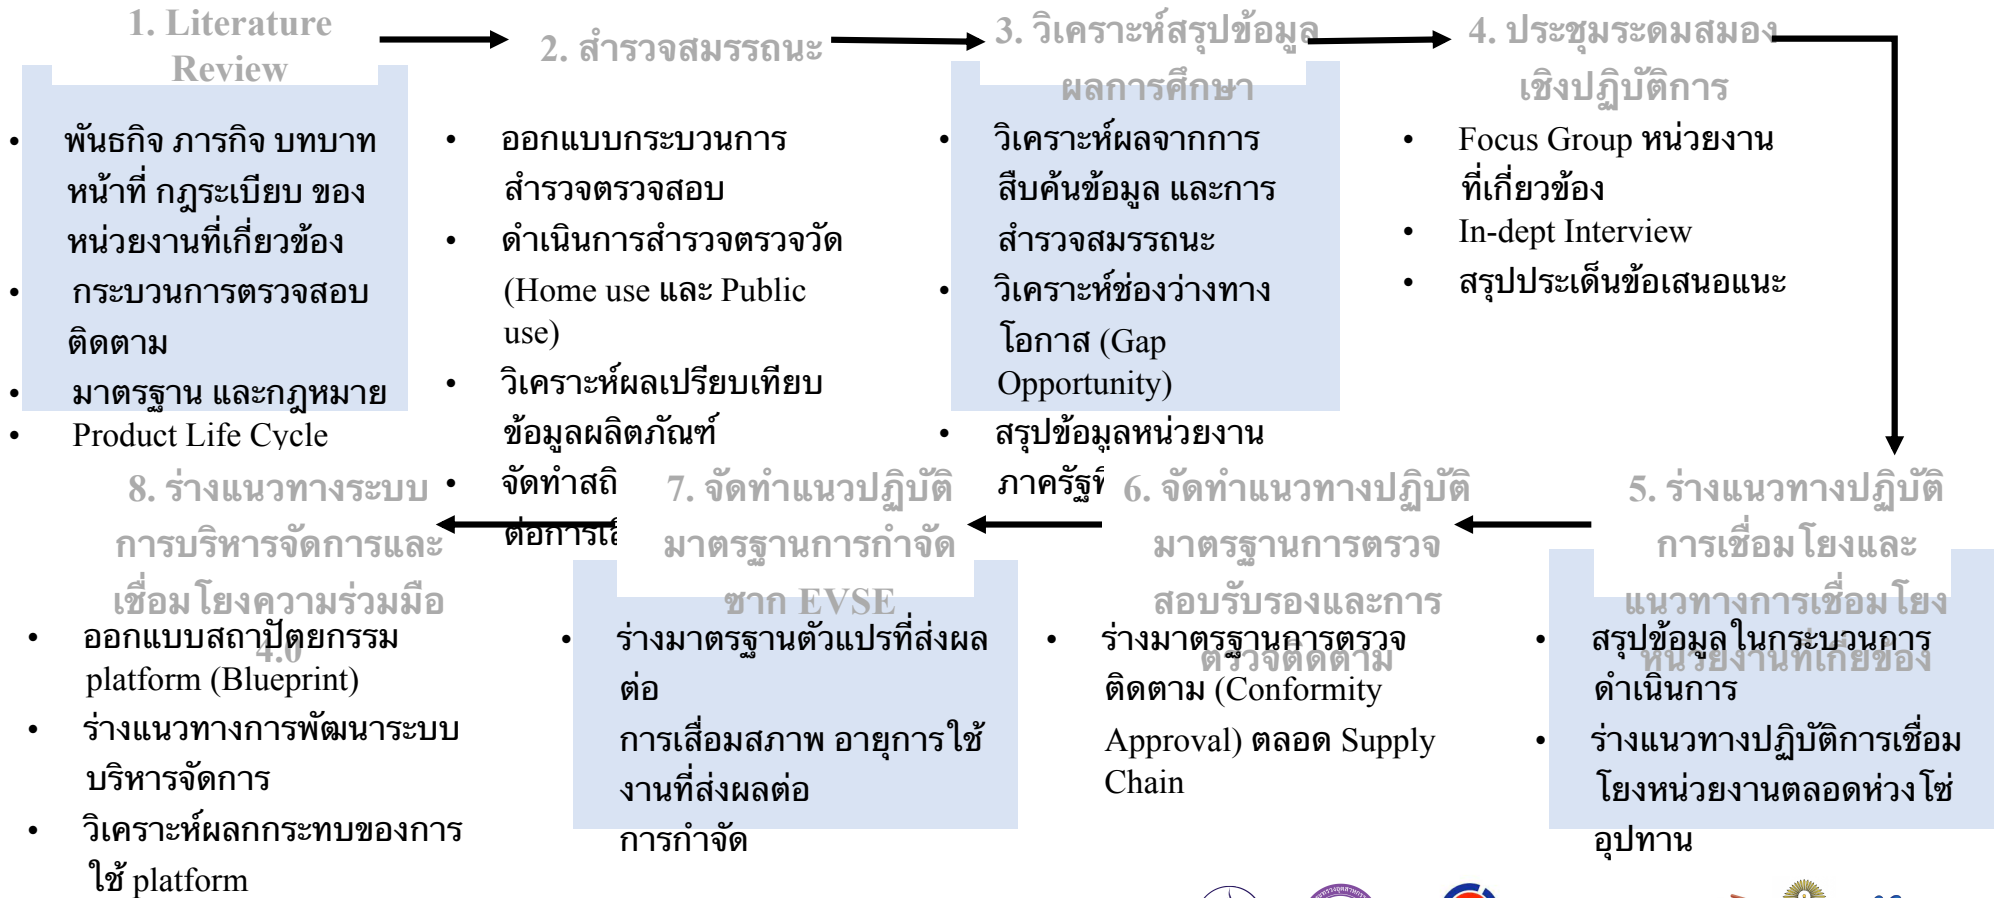 1. Literature
Review
พันธกิจ ภารกิจ บทบาท
หน้าที่ กฎระเบียบ ของ
หน่วยงานที่เกี่ยวข้อง
กระบวนการตรวจสอบ
ติดตาม
มาตรฐาน และกฎหมาย
Product Life Cycle
2. สำรวจสมรรถนะ
ออกแบบกระบวนการ
สำรวจตรวจสอบ
ดำเนินการสำรวจตรวจวัด
(Home use และ Public
use)
วิเคราะห์ผลเปรียบเทียบ
ข้อมูลผลิตภัณฑ์
จัดทำสถิ
ต่อการเ
3. วิเคราะห์สรุปข้อมูล
ผลการศึกษา
วิเคราะห์ผลจากการ
สืบค้นข้อมูล และการ
สำรวจสมรรถนะ
วิเคราะห์ช่องว่างทาง
โอกาส (Gap
Opportunity)
สรุปข้อมูลหน่วยงาน
ภาครัฐที่
4. ประชุมระดมสมอง
เชิงปฏิบัติการ
Focus Group หน่วยงาน
ที่เกี่ยวข้อง
In-dept Interview
สรุปประเด็นข้อเสนอแนะ
5. ร่างแนวทางปฏิบัติ
การเชื่อมโยงและ
แนวทางการเชื่อมโยง
หน่วยงานที่เกี่ยข้อง
สรุปข้อมูลในกระบวนการ
ดำเนินการ
ร่างแนวทางปฏิบัติการเชื่อม
โยงหน่วยงานตลอดห่วงโซ่
อุปทาน
6. จัดทำแนวทางปฏิบัติ
มาตรฐานการตรวจ
สอบรับรองและการ
ตรวจติดตาม
ร่างมาตรฐานการตรวจ
ติดตาม (Conformity
Approval) ตลอด Supply
Chain
7. จัดทำแนวปฏิบัติ
มาตรฐานการกำจัด
ซาก EVSE
ร่างมาตรฐานตัวแปรที่ส่งผล
ต่อ
การเสื่อมสภาพ อายุการใช้
งานที่ส่งผลต่อ
การกำจัด
8. ร่างแนวทางระบบ
การบริหารจัดการและ
เชื่อมโยงความร่วมมือ
4.0
ออกแบบสถาปัตยกรรม
platform (Blueprint)
ร่างแนวทางการพัฒนาระบบ
บริหารจัดการ
วิเคราะห์ผลกกระทบของการ
ใช้ platform